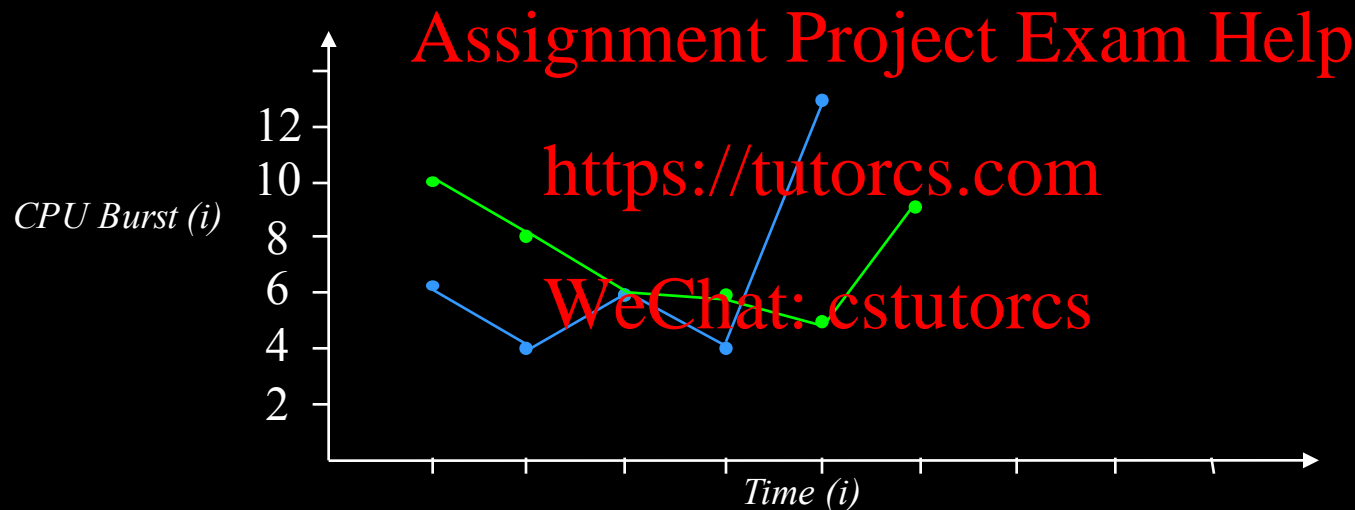 Assignment Project Exam Help
12
https://tutorcs.com
10
CPU Burst (i)
8
6
WeChat: cstutorcs
4
2
Time (i)